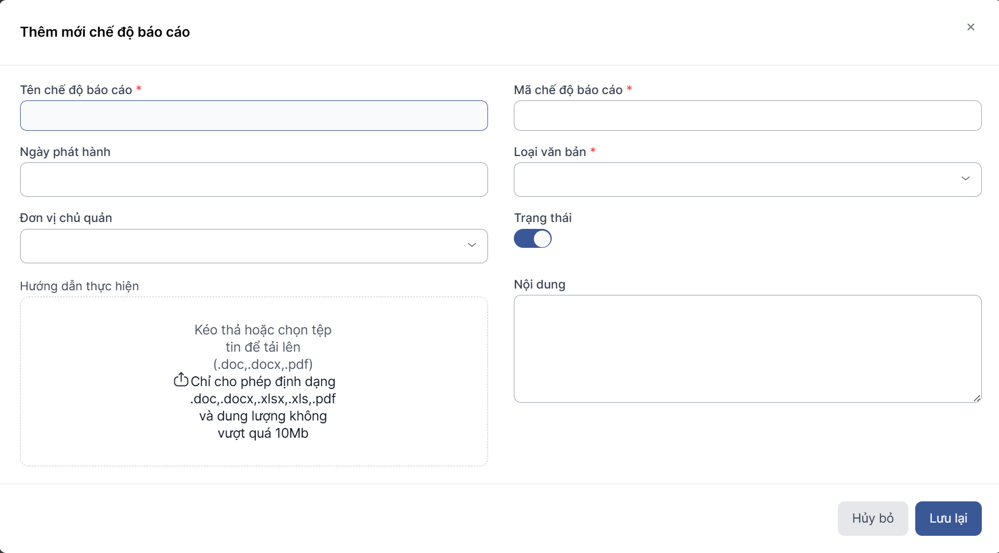 Thêm mới chế độ báo cáo
Tên chế độ báo cáo *
Mã chế độ báo cáo *
Ngày phát hành
Loại văn bản *
Đơn vị chủ quản
Trạng thái
Hướng dẫn thực hiện
Nội dung
Kéo thả hoặc chọn tệp
tin để tải lên
(.doc,.docx,.pdf)
Chỉ cho phép định dạng
.doc,.docx,.xlsx,.xls,.pdf
và dung lượng không
vượt quá 10Mb
Hủy bỏ
Lưu lại